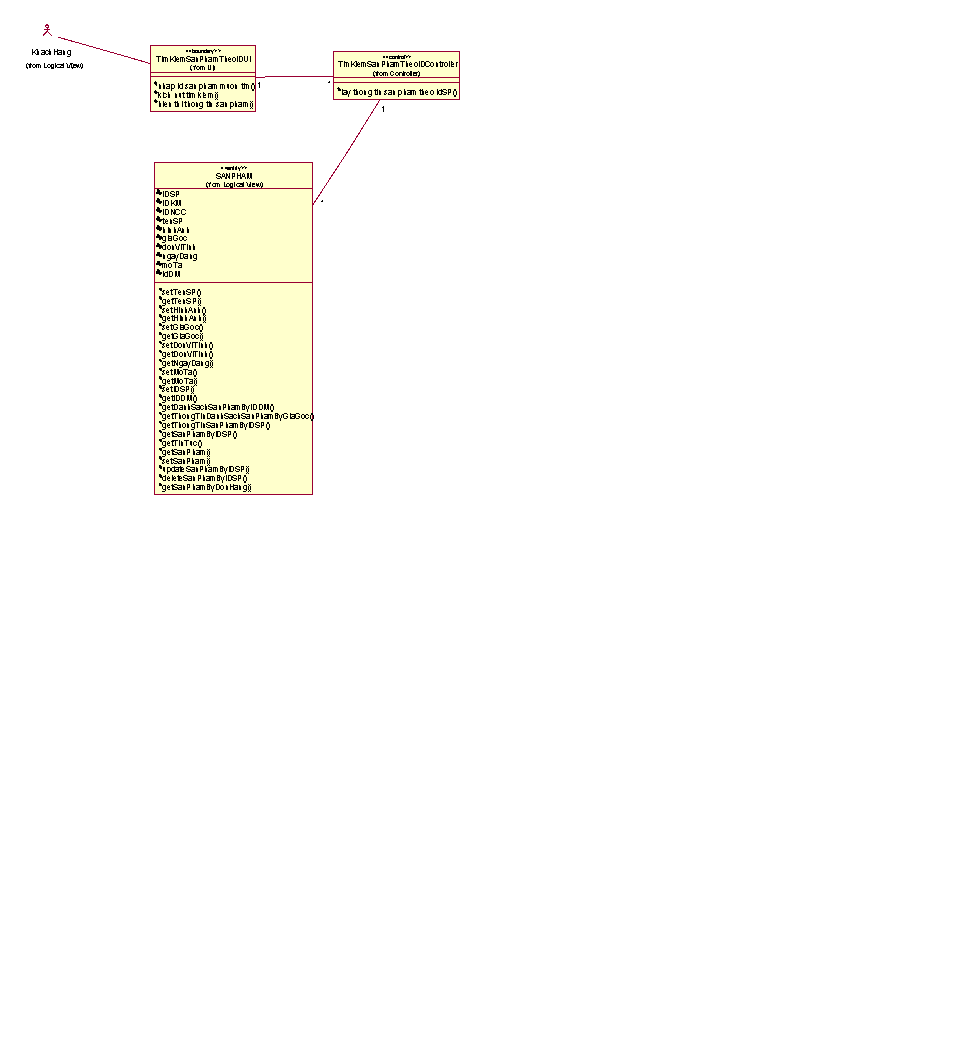 KhachHang
(from Logical View)
<<boundary>>
TimKiemSanPhamTheoIDUI
(from UI)
nhap id san pham muon tim()
kich nut tim kiem()
hien thi thong tin san pham()
1
*
<<control>>
TimKiemSanPhamTheoIDController
(from Controller)
lay thong tin san pham theo IdSP()
1
*
<<entity>>
SANPHAM
(from Logical View)
IDSP
IDKM
IDNCC
tenSP
hinhAnh
giaGoc
donViTinh
ngayDang
moTa
idDM
setTenSP()
getTenSP()
setHinhAnh()
getHinhAnh()
setGiaGoc()
getGiaGoc()
setDonViTinh()
getDonViTinh()
getNgayDang()
setMoTa()
getMoTa()
setIDSP()
getIDDM()
getDanhSachSanPhamByIDDM()
getThongTinDanhSachSanPhamByGiaGoc()
getThongTinSanPhamByIDSP()
getSanPhamByIDSP()
getTinTuc()
getSanPham()
setSanPham()
updateSanPhamByIDSP()
deleteSanPhamByIDSP()
getSanPhamByDonHang()